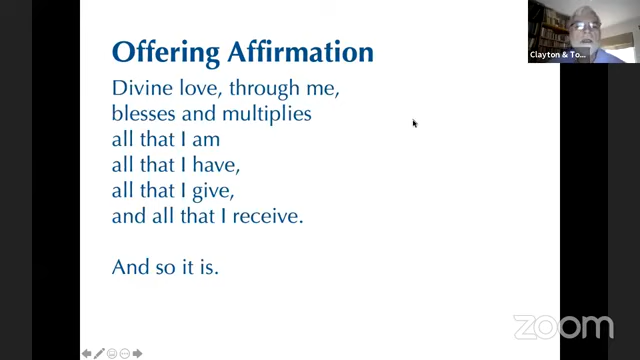 Offering Affirmation
Divine love, through me,
blesses and multiplies
all that I am
all that I have,
all that I give,
and all that I receive.
And so it is.
Clayton & To...
zoom